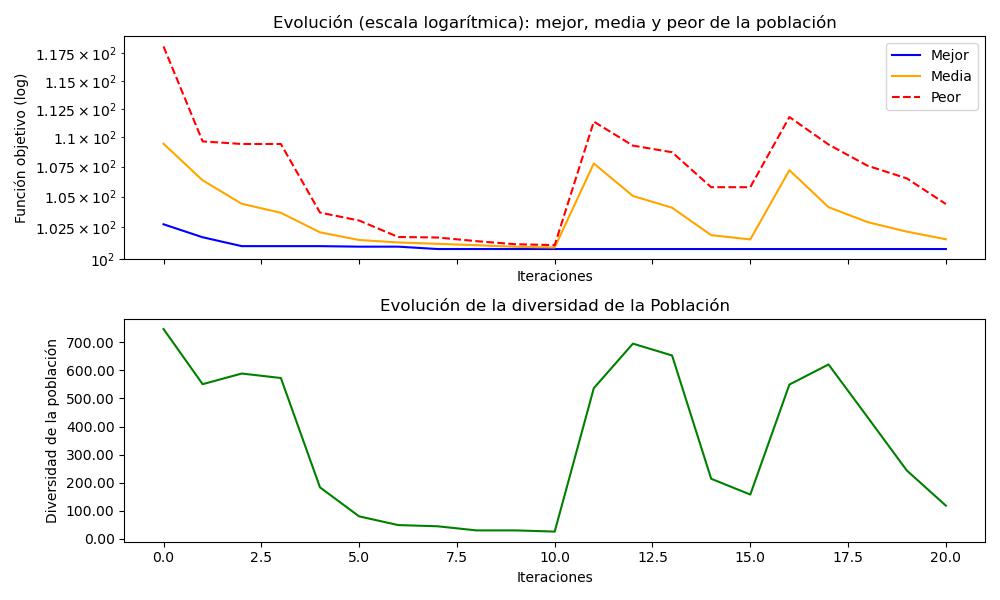 Evolución (escala logarítmica): mejor, media y peor de la población
Función objetivo (log)
1.175 × 10²
1.15 × 10²
1.125 × 10²
1.1 × 10²
1.075 × 10²
1.05 × 10²
1.025 × 10²
10²
Mejor
Media
Peor
Iteraciones
Evolución de la diversidad de la Población
Diversidad de la población
700.00
600.00
500.00
400.00
300.00
200.00
100.00
0.00
0.0 2.5 5.0 7.5 10.0 12.5 15.0 17.5 20.0
Iteraciones